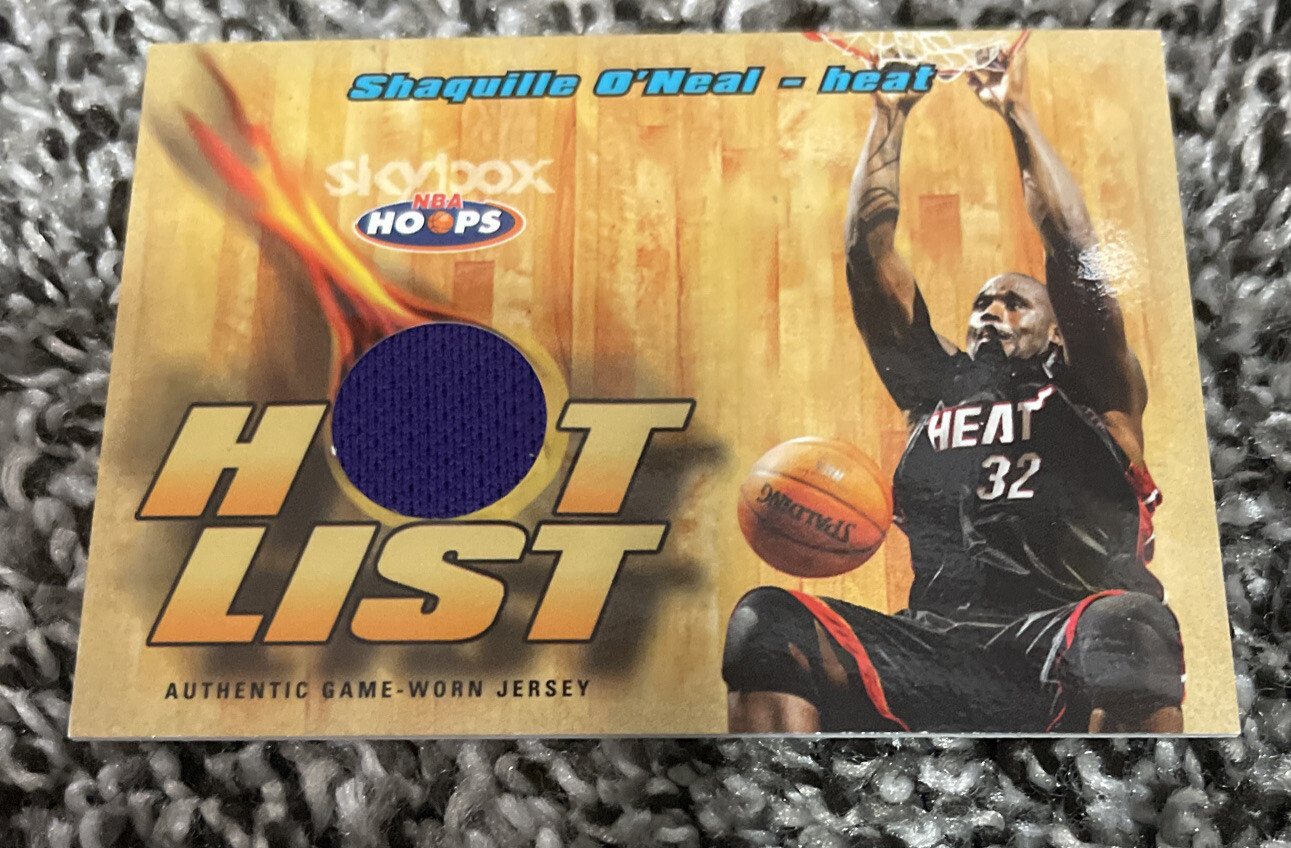 Shaquille O'Neal - heat
skybox
NBA
HOOPS
HOT
LIST
AUTHENTIC GAME-WORN JERSEY
HEAT
32
SPALDING